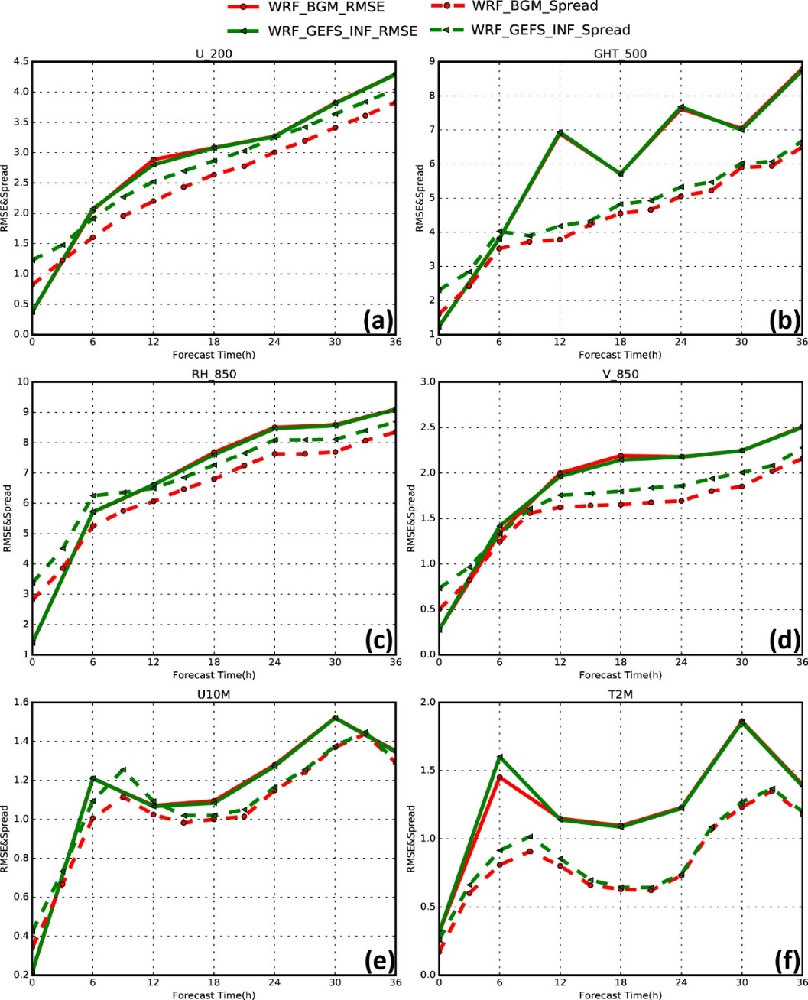 WRF_BGM_RMSE WRF_BGM_Spread
WRF_GEFS_INF_RMSE WRF_GEFS_INF_Spread
U_200
4.5
4.0
3.5
3.0
2.5
2.0
1.5
1.0
0.5
0.0
RMSE&Spread
(a)
0 6 12 18 24 30 36
Forecast Time(h)
GHT_500
9
8
7
6
5
4
3
2
1
RMSE&Spread
(b)
0 6 12 18 24 30 36
Forecast Time(h)
RH_850
10
9
8
7
6
5
4
3
2
1
RMSE&Spread
(c)
0 6 12 18 24 30 36
Forecast Time(h)
V_850
3.0
2.5
2.0
1.5
1.0
0.5
0.0
RMSE&Spread
(d)
0 6 12 18 24 30 36
Forecast Time(h)
U10M
1.6
1.4
1.2
1.0
0.8
0.6
0.4
0.2
RMSE&Spread
(e)
0 6 12 18 24 30 36
Forecast Time(h)
T2M
2.0
1.5
1.0
0.5
0.0
RMSE&Spread
(f)
0 6 12 18 24 30 36
Forecast Time(h)